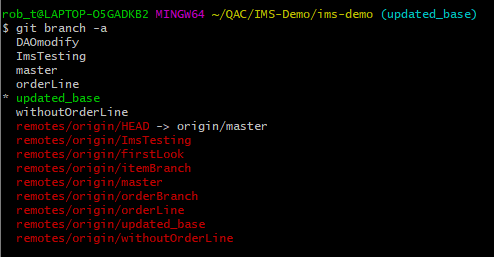 rob_t@LAPTOP-O5GADKB2 MINGW64 ~/QAC/IMS-Demo/ims-demo (updated_base)
$ git branch -a
  DAOmodify
  ImsTesting
  master
  orderLine
* updated_base
  withoutOrderLine
  remotes/origin/HEAD -> origin/master
  remotes/origin/ImsTesting
  remotes/origin/firstLook
  remotes/origin/itemBranch
  remotes/origin/master
  remotes/origin/orderBranch
  remotes/origin/orderLine
  remotes/origin/updated_base
  remotes/origin/withoutOrderLine